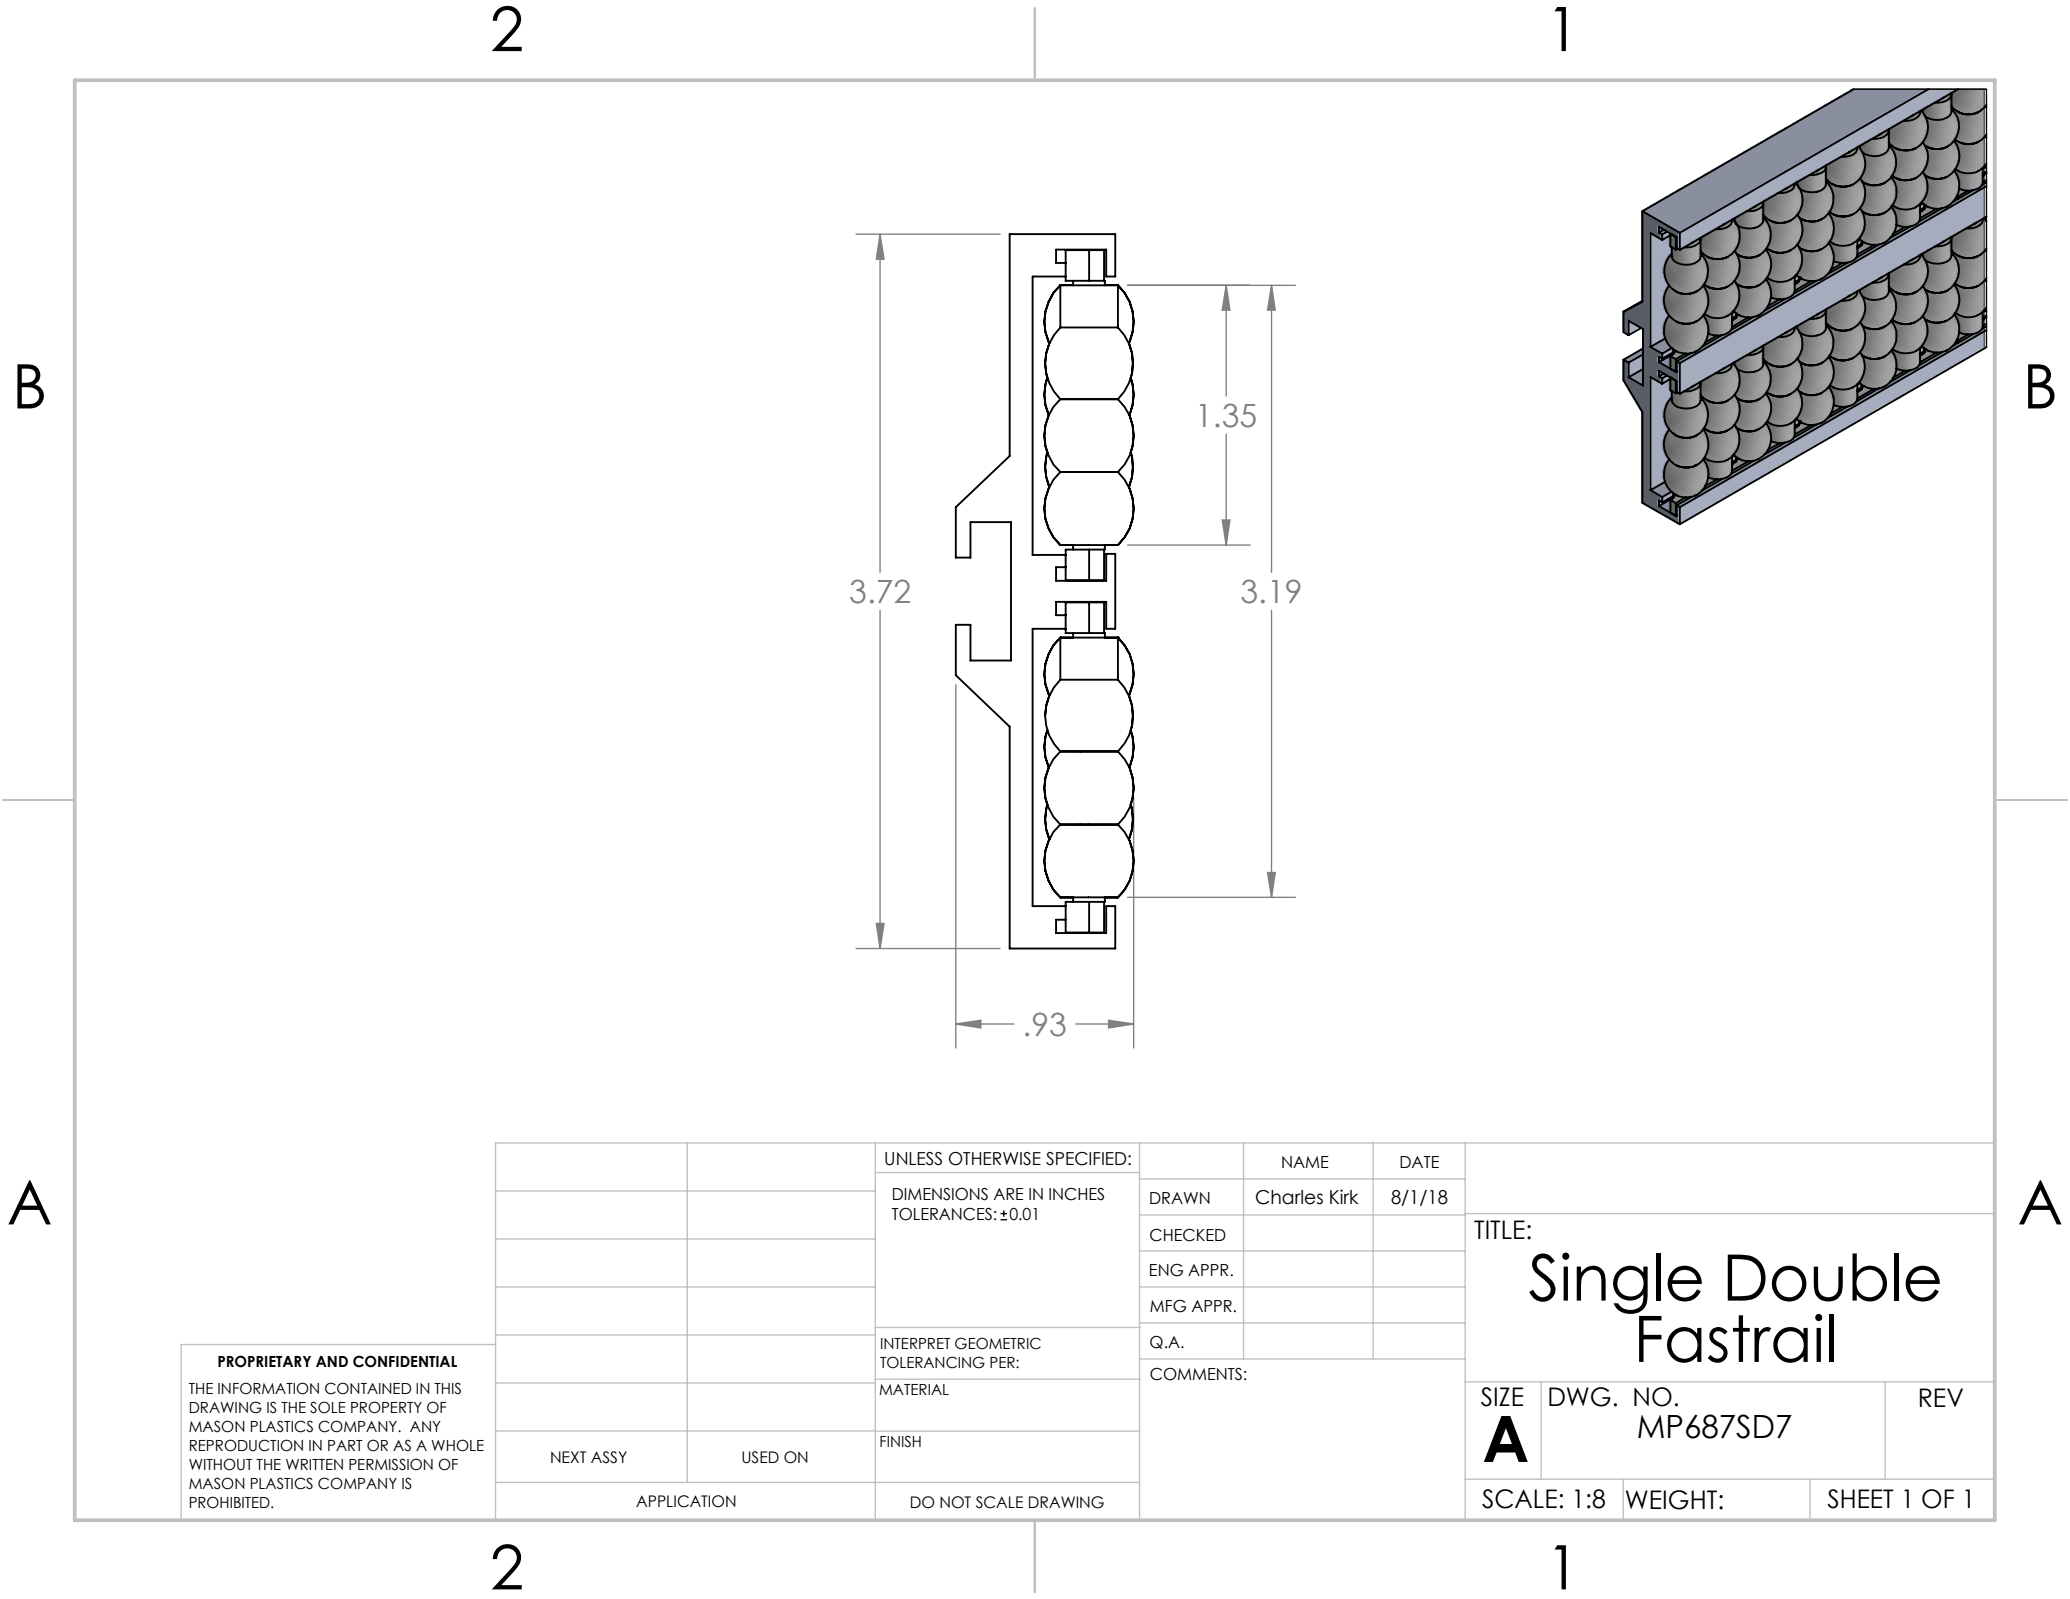 2
1
B
B
1.35
3.72
3.19
.93
A
A
UNLESS OTHERWISE SPECIFIED:
DIMENSIONS ARE IN INCHES
TOLERANCES: ±0.01
INTERPRET GEOMETRIC
TOLERANCING PER:
MATERIAL
FINISH
DO NOT SCALE DRAWING
NAME
DATE
DRAWN
Charles Kirk
8/1/18
CHECKED
ENG APPR.
MFG APPR.
Q.A.
COMMENTS:
TITLE:
Single Double
Fastrail
SIZE
A
DWG. NO.
MP687SD7
REV
SCALE: 1:8
WEIGHT:
SHEET 1 OF 1
PROPRIETARY AND CONFIDENTIAL
THE INFORMATION CONTAINED IN THIS
DRAWING IS THE SOLE PROPERTY OF
MASON PLASTICS COMPANY. ANY
REPRODUCTION IN PART OR AS A WHOLE
WITHOUT THE WRITTEN PERMISSION OF
MASON PLASTICS COMPANY IS
PROHIBITED.
NEXT ASSY
USED ON
APPLICATION
2
1